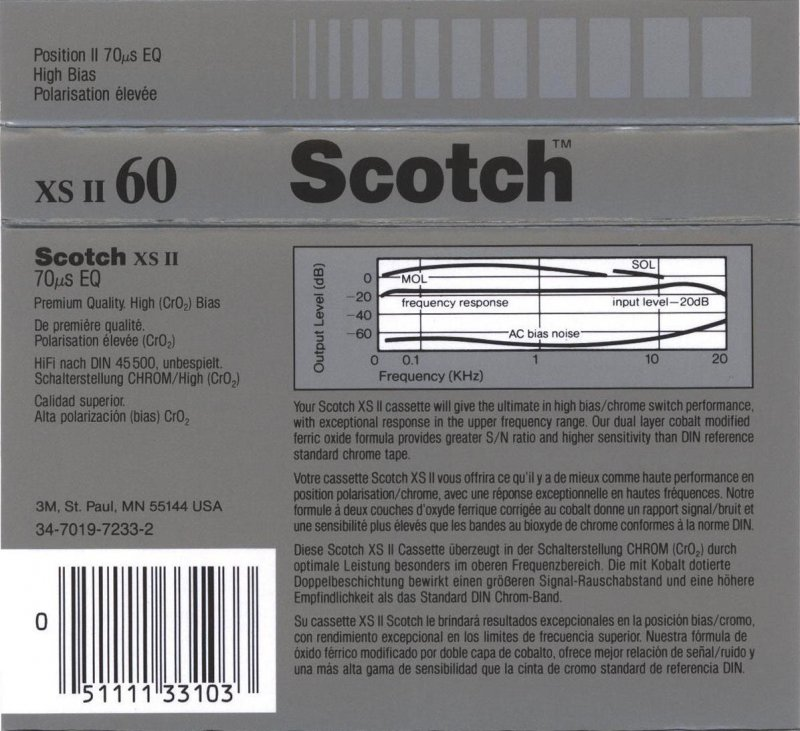 Position II 70µs EQ
High Bias
Polarisation élevée
XS II 60
Scotch™
Scotch XS II
70µs EQ
Premium Quality. High (CrO₂) Bias
De première qualité.
Polarisation élevée (CrO₂)
HiFi nach DIN 45 500, unbespielt.
Schalterstellung CHROM/High (CrO₂)
Calidad superior.
Alta polarización (bias) CrO₂
3M, St. Paul, MN 55144 USA
34-7019-7233-2
0
51111 33103
Output Level (dB)
0
−20
−40
−60
MOL
SOL
frequency response
input level−20dB
AC bias noise
0 0.1 1 10 20
Frequency (KHz)
Your Scotch XS II cassette will give the ultimate in high bias/chrome switch performance,
with exceptional response in the upper frequency range. Our dual layer cobalt modified
ferric oxide formula provides greater S/N ratio and higher sensitivity than DIN reference
standard chrome tape.
Votre cassette Scotch XS II vous offrira ce qu'il y a de mieux comme haute performance en
position polarisation/chrome, avec une réponse exceptionnelle en hautes fréquences. Notre
formule à deux couches d'oxyde ferrique corrigée au cobalt donne un rapport signal/bruit et
une sensibilité plus élevés que les bandes au bioxyde de chrome conformes à la norme DIN.
Diese Scotch XS II Cassette überzeugt in der Schalterstellung CHROM (CrO₂) durch
optimale Leistung besonders im oberen Frequenzbereich. Die mit Kobalt dotierte
Doppelbeschichtung bewirkt einen größeren Signal-Rauschabstand und eine höhere
Empfindlichkeit als das Standard DIN Chrom-Band.
Su cassette XS II Scotch le brindará resultados excepcionales en la posición bias/cromo,
con rendimiento excepcional en los limites de frecuencia superior. Nuestra fórmula de
óxido férrico modificado por doble capa de cobalto, ofrece mejor relación de señal/ruido y
una más alta gama de sensibilidad que la cinta de cromo standard de referencia DIN.